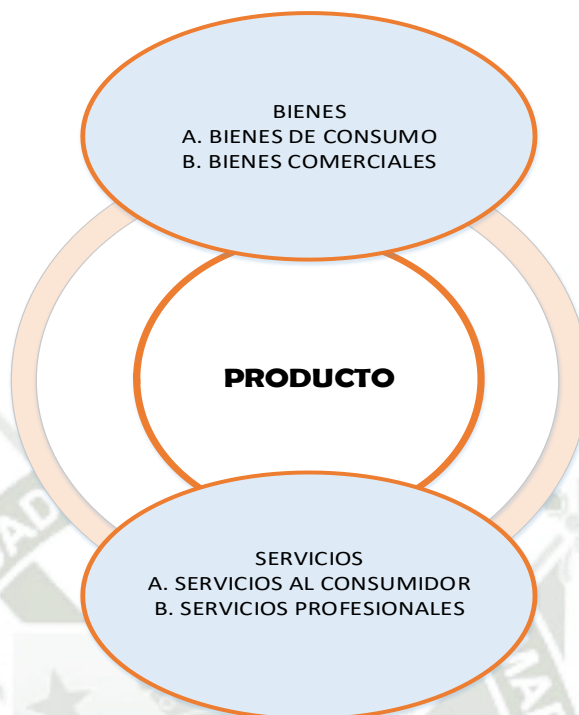 BIENES
A. BIENES DE CONSUMO
B. BIENES COMERCIALES
PRODUCTO
SERVICIOS
A. SERVICIOS AL CONSUMIDOR
B. SERVICIOS PROFESIONALES